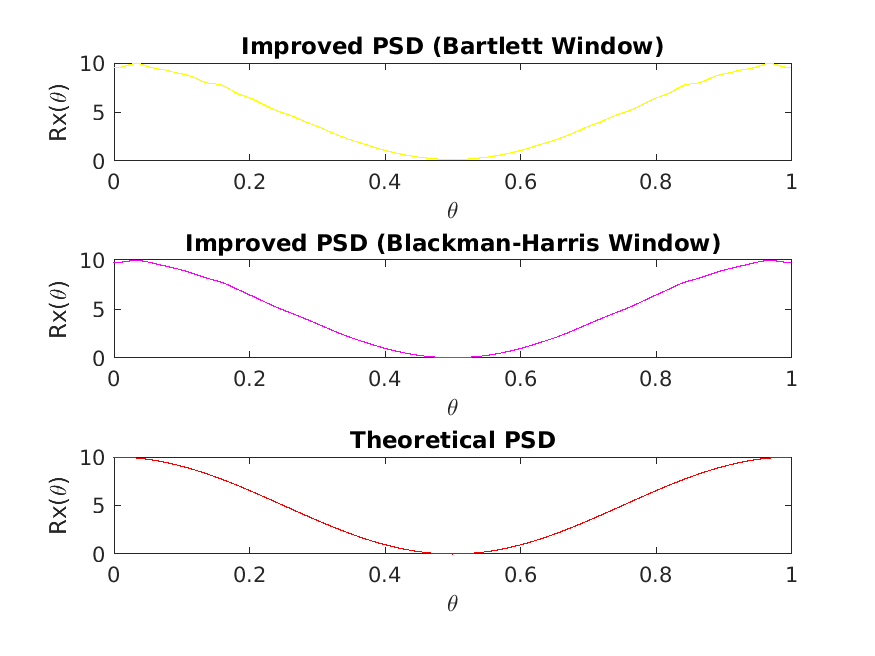 Improved PSD (Bartlett Window)
10
5
0
Rx(θ)
0 0.2 0.4 0.6 0.8 1
θ
Improved PSD (Blackman-Harris Window)
10
5
0
Rx(θ)
0 0.2 0.4 0.6 0.8 1
θ
Theoretical PSD
10
5
0
Rx(θ)
0 0.2 0.4 0.6 0.8 1
θ